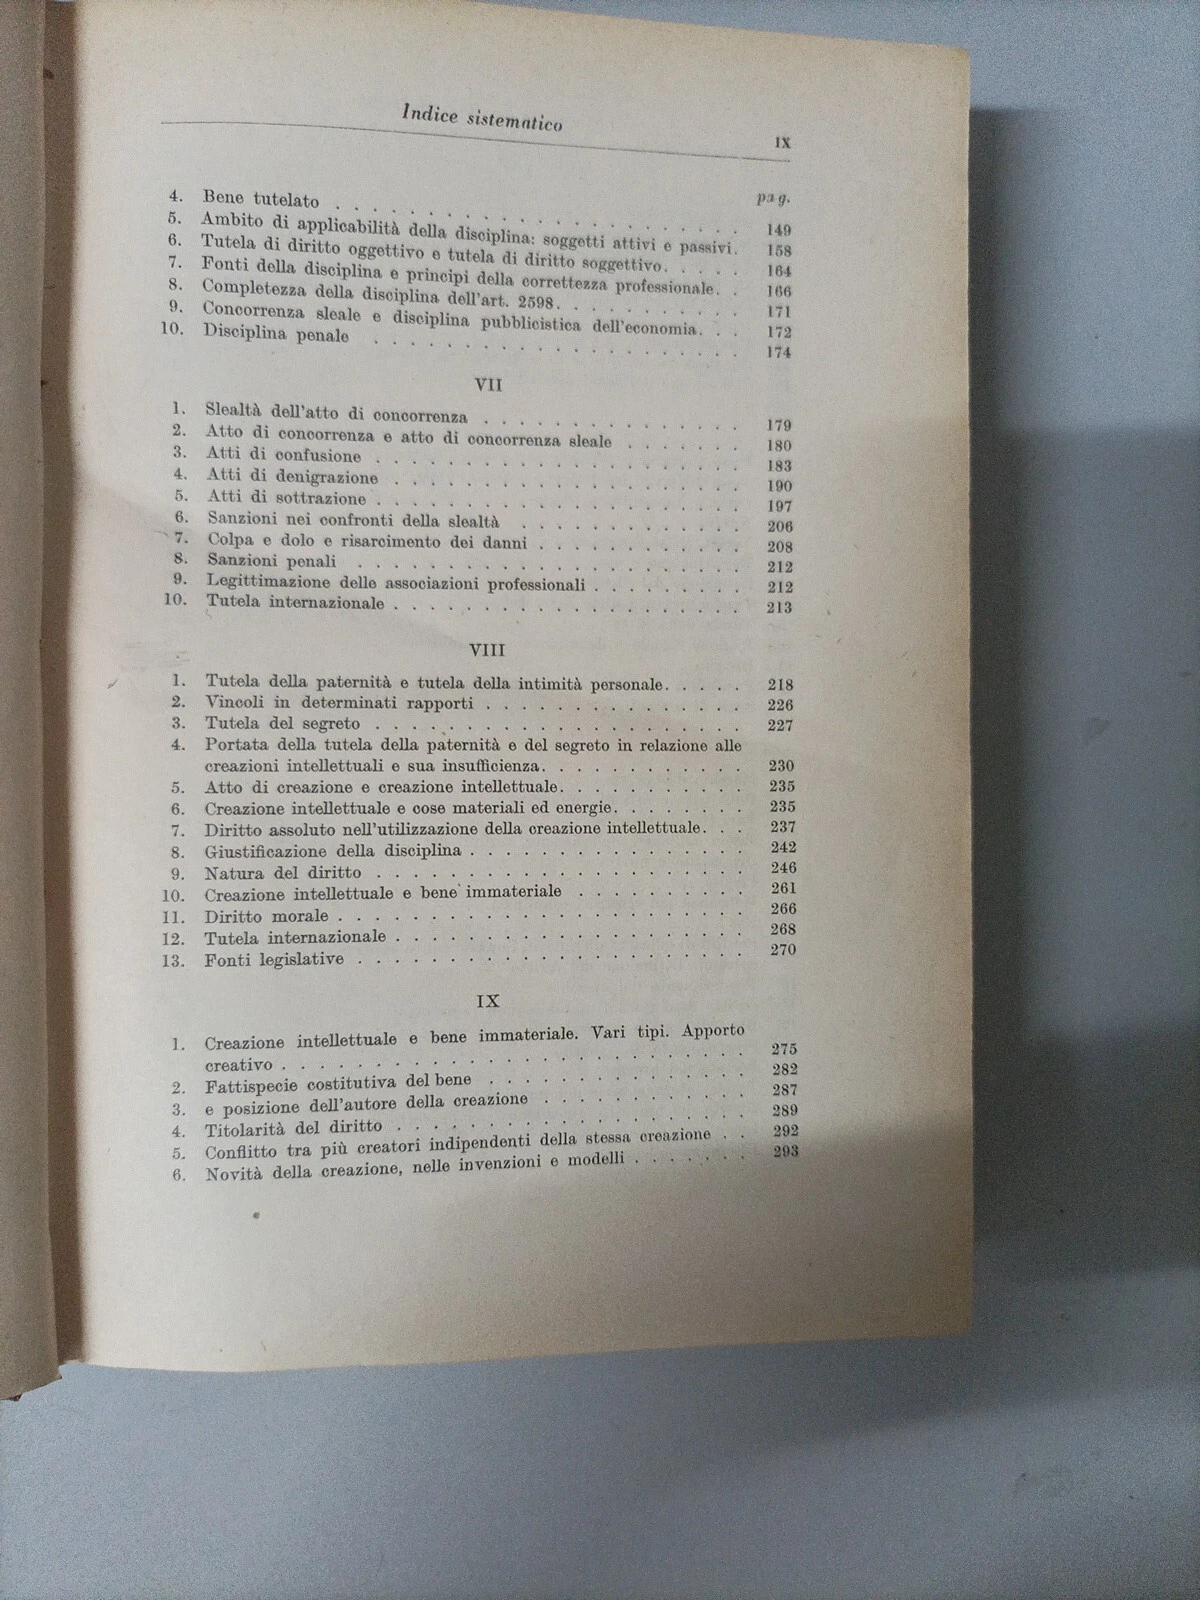 Indice sistematico IX
pag.
4. Bene tutelato . . . . . . . . . . . . . . . . . . . 149
5. Ambito di applicabilità della disciplina: soggetti attivi e passivi. 158
6. Tutela di diritto oggettivo e tutela di diritto soggettivo. . . . . 164
7. Fonti della disciplina e principi della correttezza professionale. . 166
8. Completezza della disciplina dell'art. 2598. . . . . . . . . . . 171
9. Concorrenza sleale e disciplina pubblicistica dell'economia. . . 172
10. Disciplina penale . . . . . . . . . . . . . . . . . . . 174
VII
1. Slealtà dell'atto di concorrenza . . . . . . . . . . . . . . 179
2. Atto di concorrenza e atto di concorrenza sleale . . . . . . . 180
3. Atti di confusione . . . . . . . . . . . . . . . . . . . 183
4. Atti di denigrazione . . . . . . . . . . . . . . . . . . 190
5. Atti di sottrazione . . . . . . . . . . . . . . . . . . . 197
6. Sanzioni nei confronti della slealtà . . . . . . . . . . . . 206
7. Colpa e dolo e risarcimento dei danni . . . . . . . . . . . 208
8. Sanzioni penali . . . . . . . . . . . . . . . . . . . . 212
9. Legittimazione delle associazioni professionali . . . . . . . . 212
10. Tutela internazionale . . . . . . . . . . . . . . . . . . 213
VIII
1. Tutela della paternità e tutela della intimità personale. . . . . 218
2. Vincoli in determinati rapporti . . . . . . . . . . . . . . 226
3. Tutela del segreto . . . . . . . . . . . . . . . . . . . 227
4. Portata della tutela della paternità e del segreto in relazione alle
creazioni intellettuali e sua insufficienza. . . . . . . . . . . 230
5. Atto di creazione e creazione intellettuale. . . . . . . . . . 235
6. Creazione intellettuale e cose materiali ed energie. . . . . . . 235
7. Diritto assoluto nell'utilizzazione della creazione intellettuale. . . 237
8. Giustificazione della disciplina . . . . . . . . . . . . . . . 242
9. Natura del diritto . . . . . . . . . . . . . . . . . . . 246
10. Creazione intellettuale e bene immateriale . . . . . . . . . 261
11. Diritto morale . . . . . . . . . . . . . . . . . . . . . 266
12. Tutela internazionale . . . . . . . . . . . . . . . . . . 268
13. Fonti legislative . . . . . . . . . . . . . . . . . . . . 270
IX
1. Creazione intellettuale e bene immateriale. Vari tipi. Apporto
creativo . . . . . . . . . . . . . . . . . . . . . . . 275
2. Fattispecie costitutiva del bene . . . . . . . . . . . . . . 282
3. e posizione dell'autore della creazione . . . . . . . . . . . 287
4. Titolarità del diritto . . . . . . . . . . . . . . . . . . 289
5. Conflitto tra più creatori indipendenti della stessa creazione . . 292
6. Novità della creazione, nelle invenzioni e modelli . . . . . . . 293